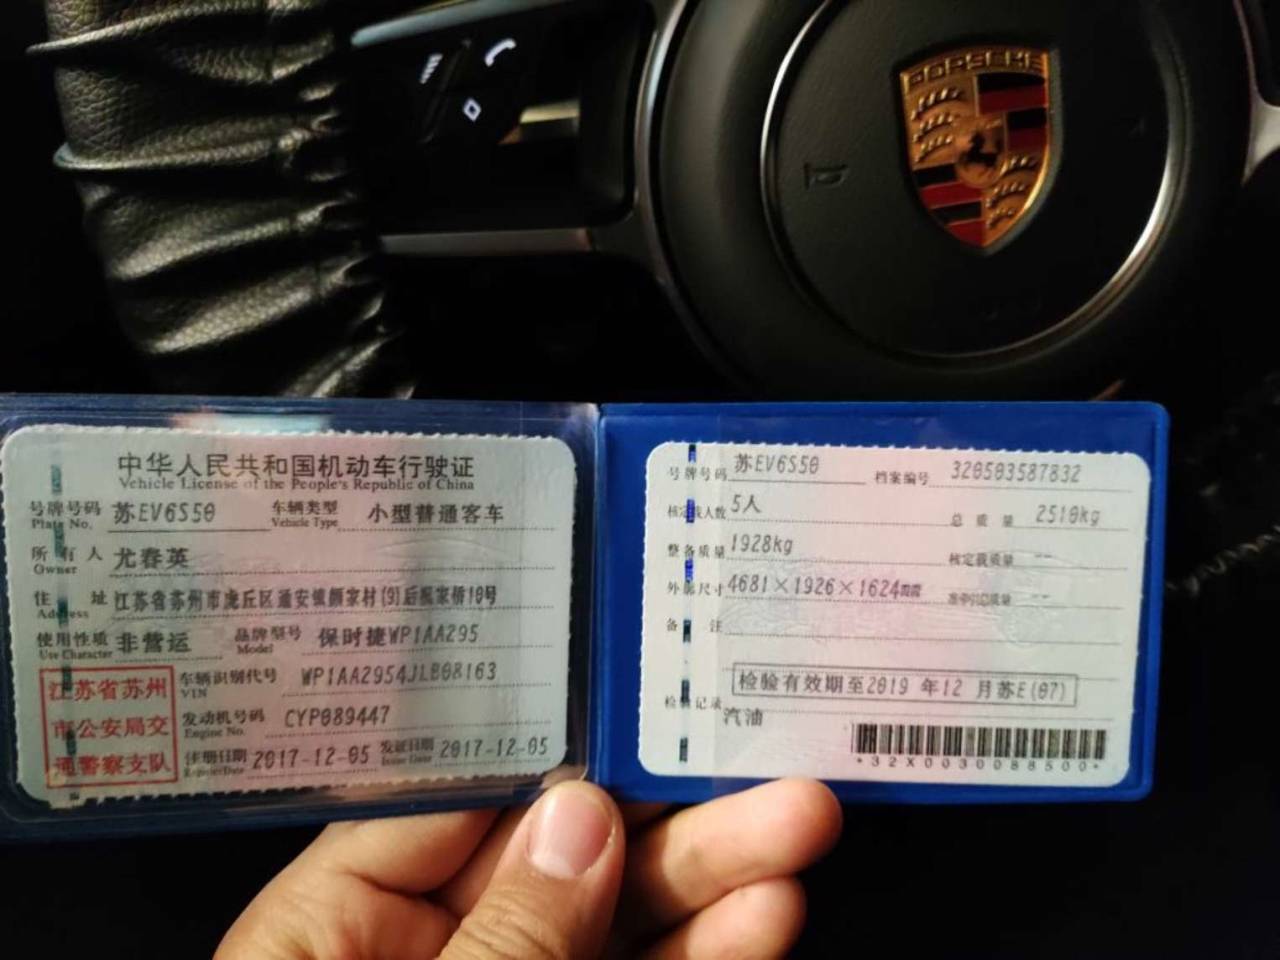 PORSCHE
中华人民共和国机动车行驶证
Vehicle License of the People's Republic of China
号牌号码 苏EV6S50 车辆类型 小型普通客车
Plate No. Vehicle Type
所有人 尤春英
Owner
住址 江苏省苏州市虎丘区通安镇颜家村(9)后 家桥10号
Address
使用性质 非营运 品牌型号 保时捷WP1AA295
Use Character Model
江苏省苏州
市公安局交
通警察支队
车辆识别代号 WP1AA2954JLB08163
VIN
发动机号码 CYP089447
Engine No.
注册日期 2017-12-05 发证日期 2017-12-05
Register Date Issue Date
号牌号码 苏EV6S50 档案编号 320503587832
核定载人数 5人 总质量 2510kg
整备质量 1928kg 核定载质量 --
外廓尺寸 4681×1926×1624 准牵引总质量 --
备注
检验有效期至2019年12月苏E(07)
检验记录
汽油
*32X0030088500*